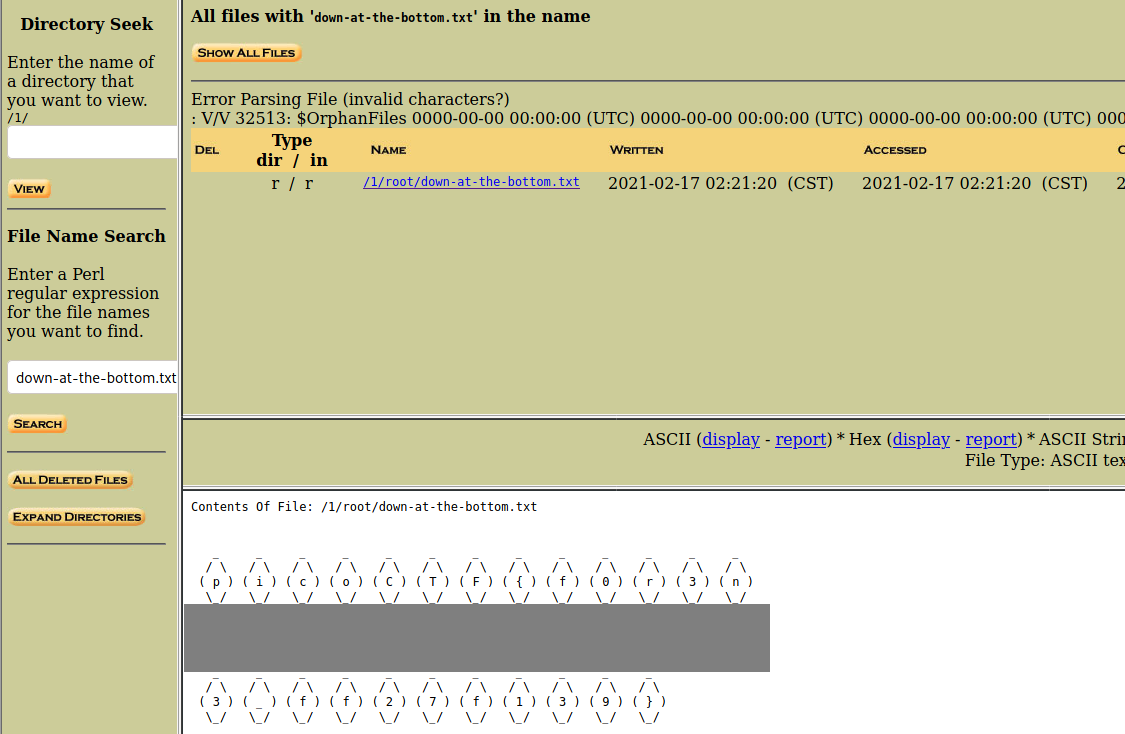 Directory Seek
Enter the name of
a directory that
you want to view.
/1/
VIEW
File Name Search
Enter a Perl
regular expression
for the file names
you want to find.
down-at-the-bottom.txt
SEARCH
ALL DELETED FILES
EXPAND DIRECTORIES
All files with 'down-at-the-bottom.txt' in the name
SHOW ALL FILES
Error Parsing File (invalid characters?)
: V/V 32513: $OrphanFiles 0000-00-00 00:00:00 (UTC) 0000-00-00 00:00:00 (UTC) 0000-00-00 00:00:00 (UTC) 000
DEL Type dir / in NAME WRITTEN ACCESSED C
r / r /1/root/down-at-the-bottom.txt 2021-02-17 02:21:20 (CST) 2021-02-17 02:21:20 (CST) 2
ASCII (display - report) * Hex (display - report) * ASCII Stri
File Type: ASCII tex
Contents Of File: /1/root/down-at-the-bottom.txt
  _     _     _     _     _     _     _     _     _     _     _     _     _
 / \   / \   / \   / \   / \   / \   / \   / \   / \   / \   / \   / \   / \
( p ) ( i ) ( c ) ( o ) ( C ) ( T ) ( F ) ( { ) ( f ) ( 0 ) ( r ) ( 3 ) ( n )
 \_/   \_/   \_/   \_/   \_/   \_/   \_/   \_/   \_/   \_/   \_/   \_/   \_/
  _     _     _     _     _     _     _     _     _     _     _
 / \   / \   / \   / \   / \   / \   / \   / \   / \   / \   / \
( 3 ) ( _ ) ( f ) ( f ) ( 2 ) ( 7 ) ( f ) ( 1 ) ( 3 ) ( 9 ) ( } )
 \_/   \_/   \_/   \_/   \_/   \_/   \_/   \_/   \_/   \_/   \_/